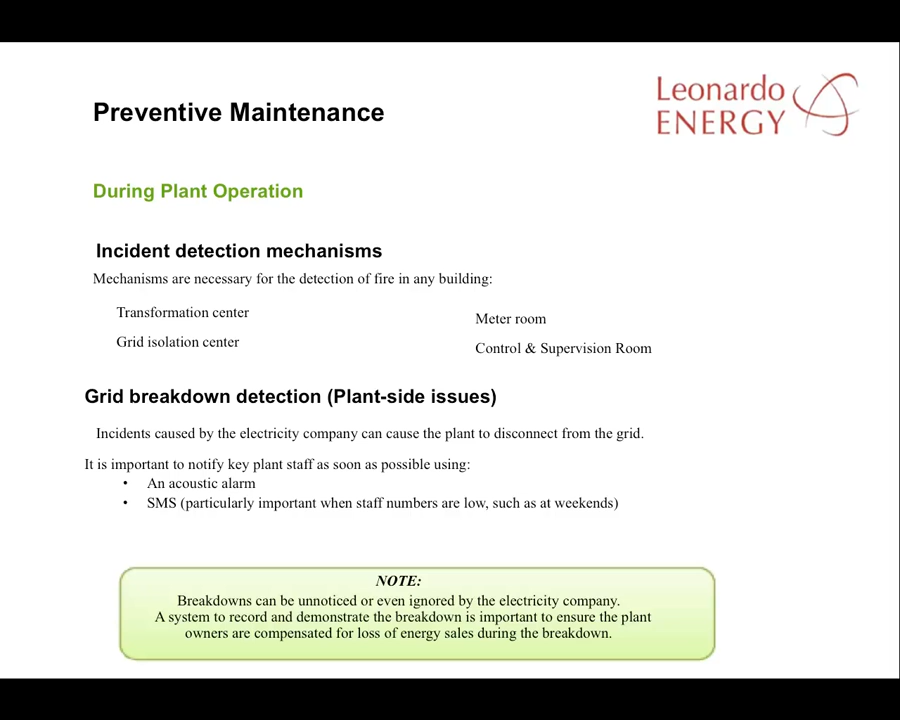 Leonardo
ENERGY
Preventive Maintenance
During Plant Operation
Incident detection mechanisms
Mechanisms are necessary for the detection of fire in any building:
Transformation center
Grid isolation center
Meter room
Control & Supervision Room
Grid breakdown detection (Plant-side issues)
Incidents caused by the electricity company can cause the plant to disconnect from the grid.
It is important to notify key plant staff as soon as possible using:
• An acoustic alarm
• SMS (particularly important when staff numbers are low, such as at weekends)
NOTE:
Breakdowns can be unnoticed or even ignored by the electricity company.
A system to record and demonstrate the breakdown is important to ensure the plant
owners are compensated for loss of energy sales during the breakdown.